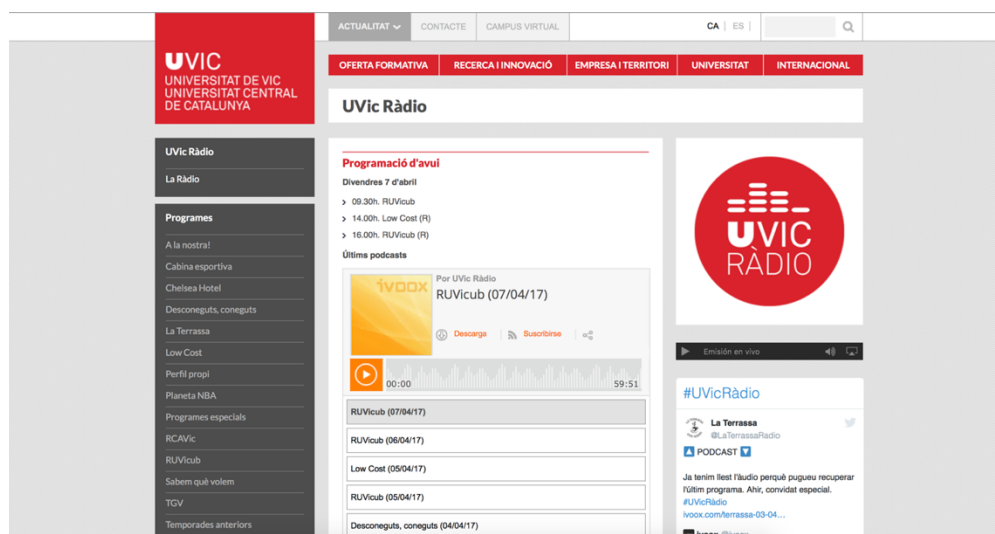 ACTUALITAT
CONTACTE
CAMPUS VIRTUAL
CA | ES |
UVIC
UNIVERSITAT DE VIC
UNIVERSITAT CENTRAL
DE CATALUNYA
OFERTA FORMATIVA
RECERCA I INNOVACIÓ
EMPRESA I TERRITORI
UNIVERSITAT
INTERNACIONAL
UVic Ràdio
UVic Ràdio
La Ràdio
Programes
A la nostra!
Cabina esportiva
Chelsea Hotel
Desconeguts, coneguts
La Terrassa
Low Cost
Perfil propi
Planeta NBA
Programes especials
RCAVic
RUVicub
Sabem què volem
TGV
Temporades anteriors
Programació d'avui
Divendres 7 d'abril
09.30h. RUVicub
14.00h. Low Cost (R)
16.00h. RUVicub (R)
Últims podcasts
ivoox
Por UVic Ràdio
RUVicub (07/04/17)
Descarga
Suscribirse
00:00
59:51
RUVicub (07/04/17)
RUVicub (06/04/17)
Low Cost (05/04/17)
RUVicub (05/04/17)
Desconeguts, coneguts (04/04/17)
UVIC
RÀDIO
Emisión en vivo
#UVicRàdio
La Terrassa
@LaTerrassaRadio
PODCAST
Ja tenim llest l'àudio perquè pugueu recuperar
l'últim programa. Ahir, convidat especial.
#UVicRàdio
ivoox.com/terrassa-03-04...